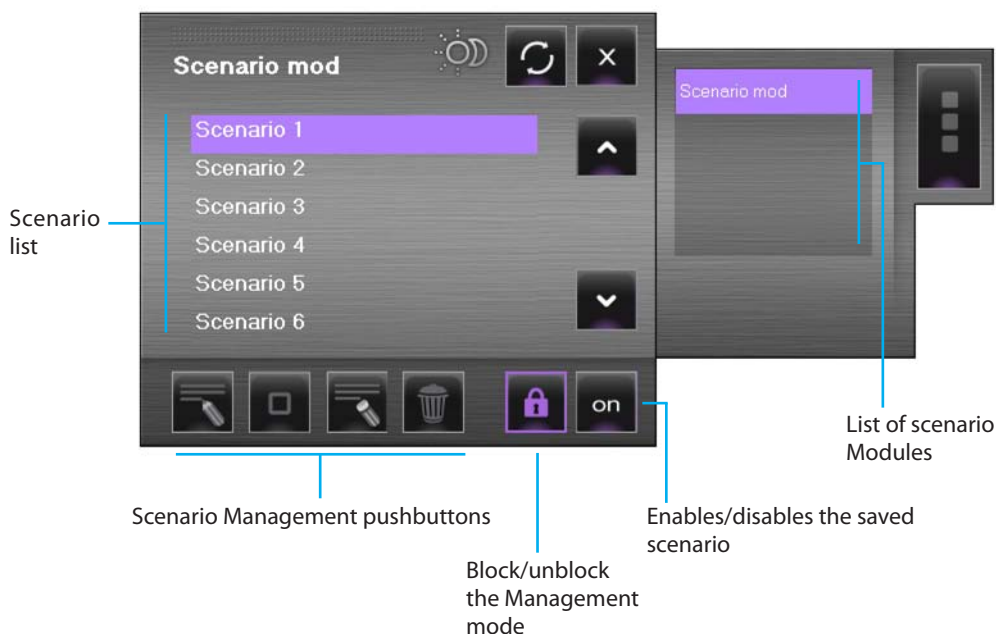 Scenario mod
×
Scenario mod
Scenario 1
Scenario 2
Scenario 3
Scenario 4
Scenario 5
Scenario 6
on
Scenario
list
List of scenario
Modules
Scenario Management pushbuttons
Enables/disables the saved
scenario
Block/unblock
the Management
mode